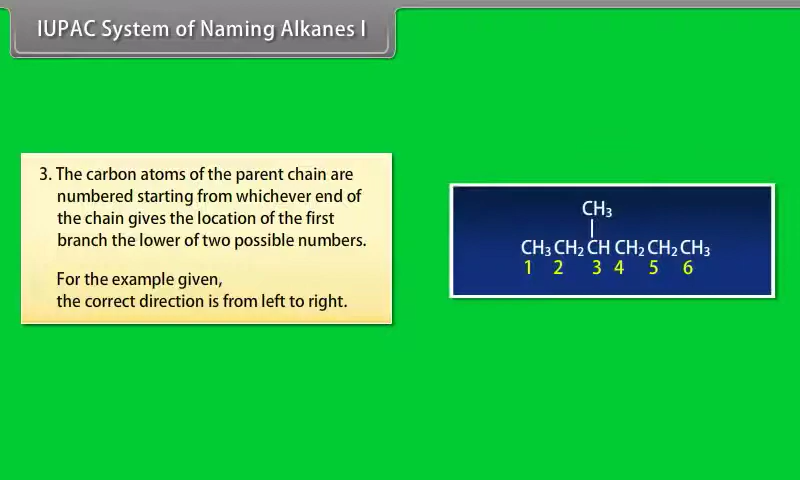 IUPAC System of Naming Alkanes I
3. The carbon atoms of the parent chain are
numbered starting from whichever end of
the chain gives the location of the first
branch the lower of two possible numbers.
For the example given,
the correct direction is from left to right.
CH₃
CH₃ CH₂ CH CH₂ CH₂ CH₃
1 2 3 4 5 6